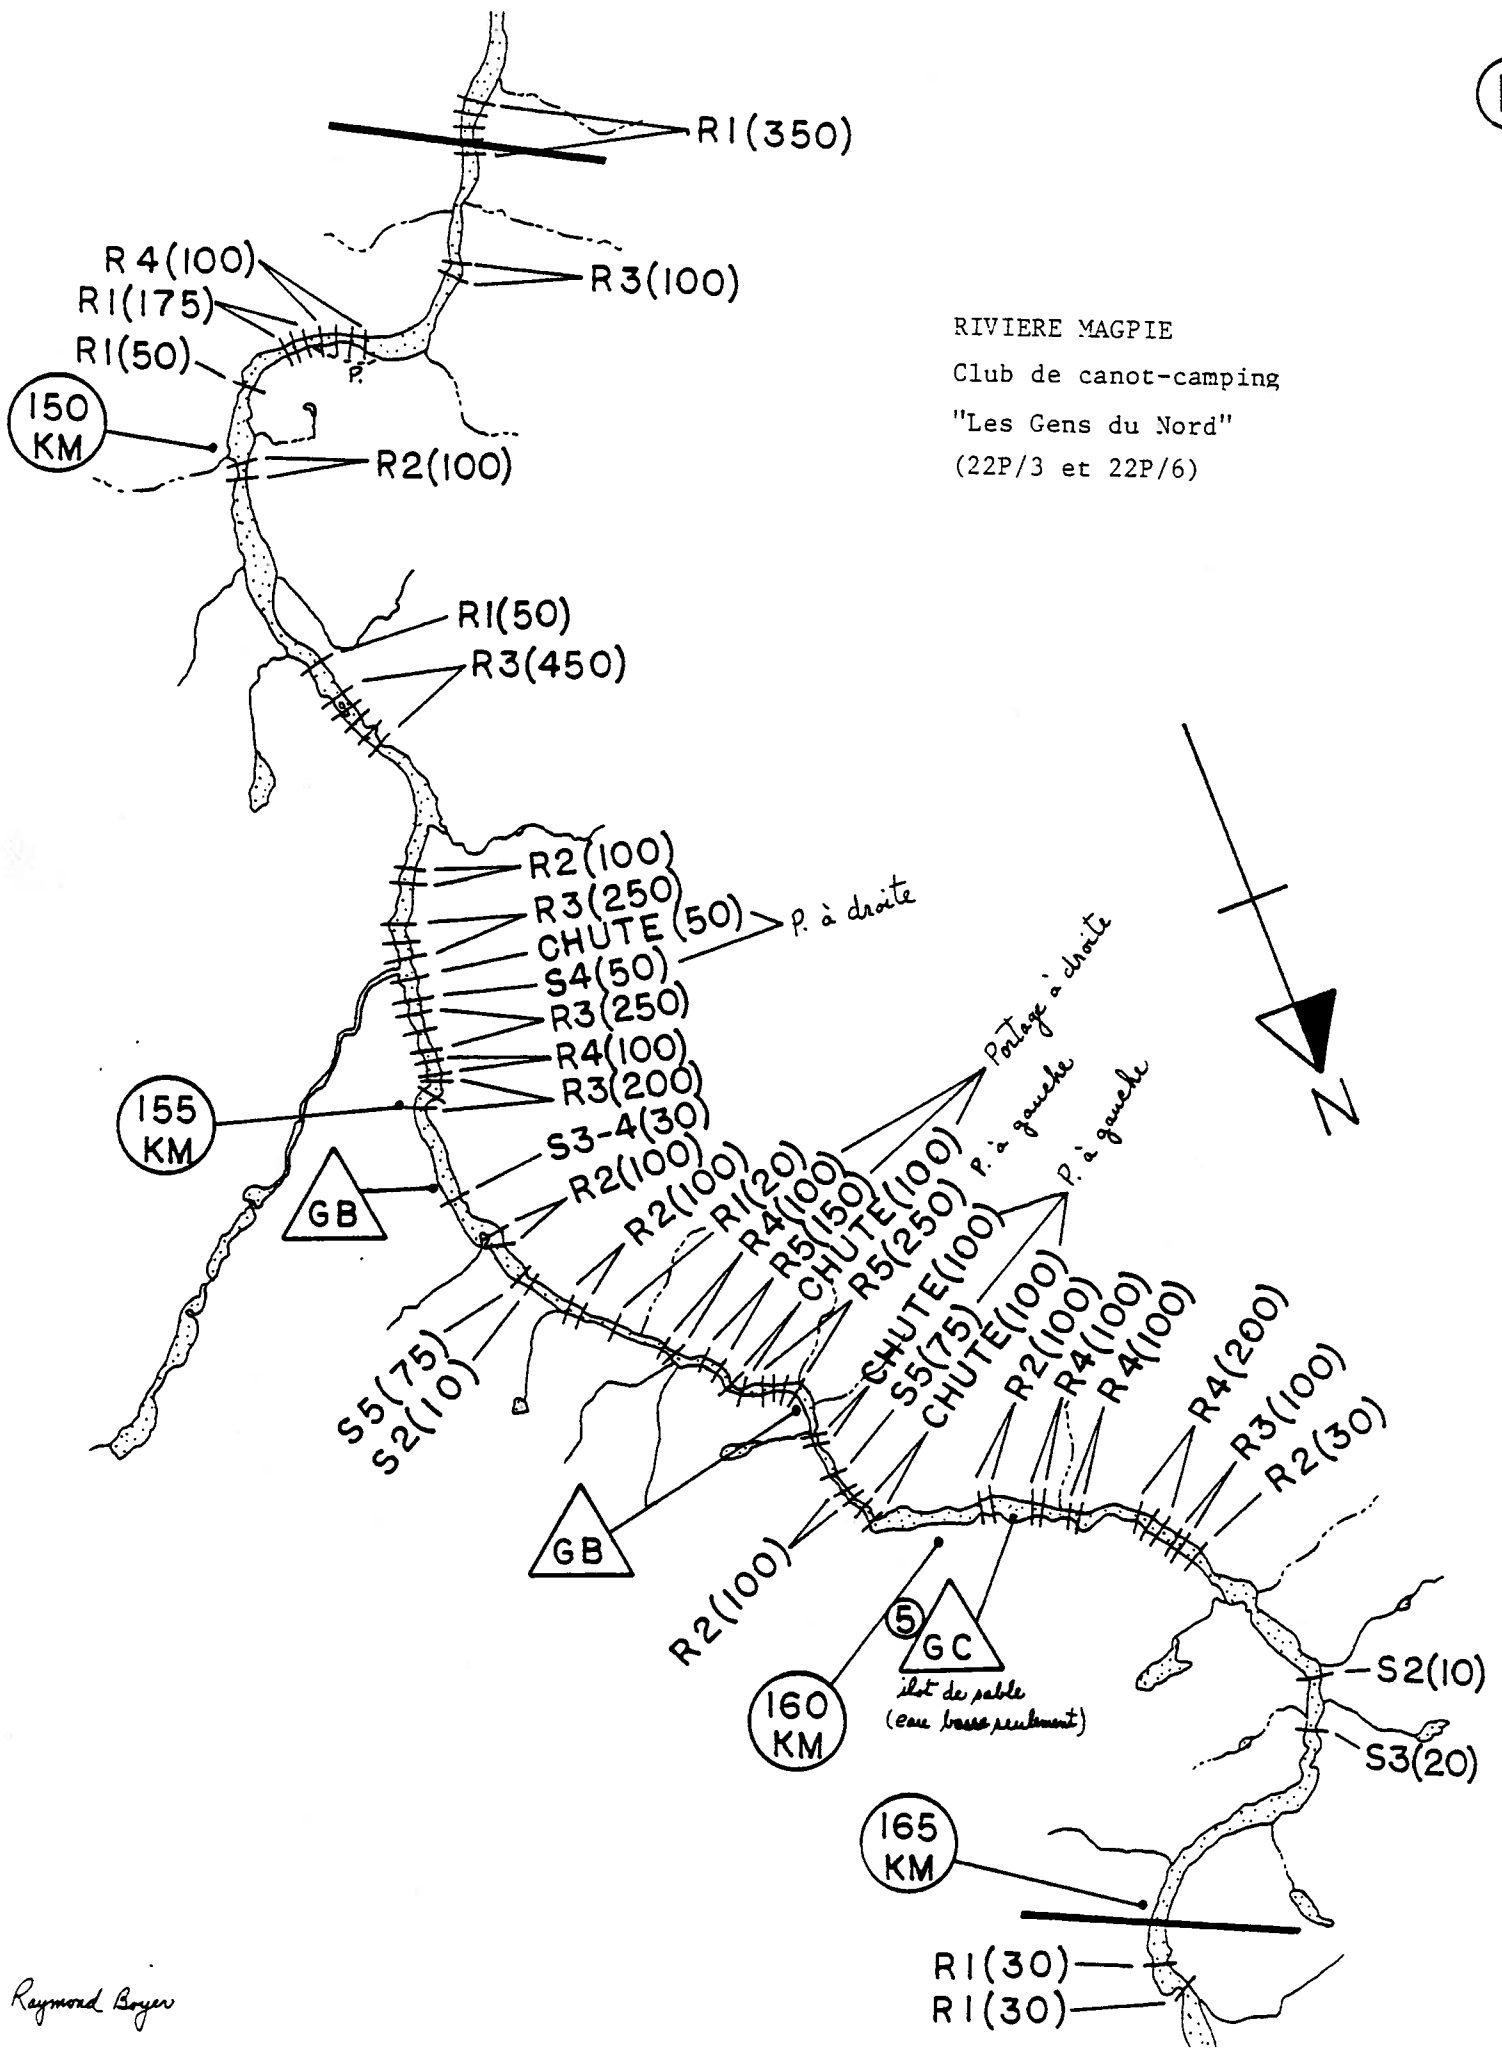 R1(350)
R4(100)
R1(175)
R1(50)
R3(100)
150
KM
R2(100)
RIVIERE MAGPIE
Club de canot-camping
"Les Gens du Nord"
(22P/3 et 22P/6)
P.
R1(50)
R3(450)
R2(100)
R3(250)
CHUTE (50)
P. à droite
S4(50)
R3(250)
R4(100)
R3(200)
155
KM
S3-4(30)
GB
R2(100)
R2(100)
R1(20)
R4(100)
R5(150)
CHUTE(100)
Portage à droite
R5(250)
P. à gauche
CHUTE(100)
S5(75)
CHUTE(100)
P. à gauche
R2(100)
R4(100)
R4(100)
R4(200)
R3(100)
R2(30)
N
S5(75)
S2(10)
GB
R2(100)
5
GC
ilot de sable
(eau basse seulement)
160
KM
S2(10)
S3(20)
165
KM
R1(30)
R1(30)
Raymond Boyer